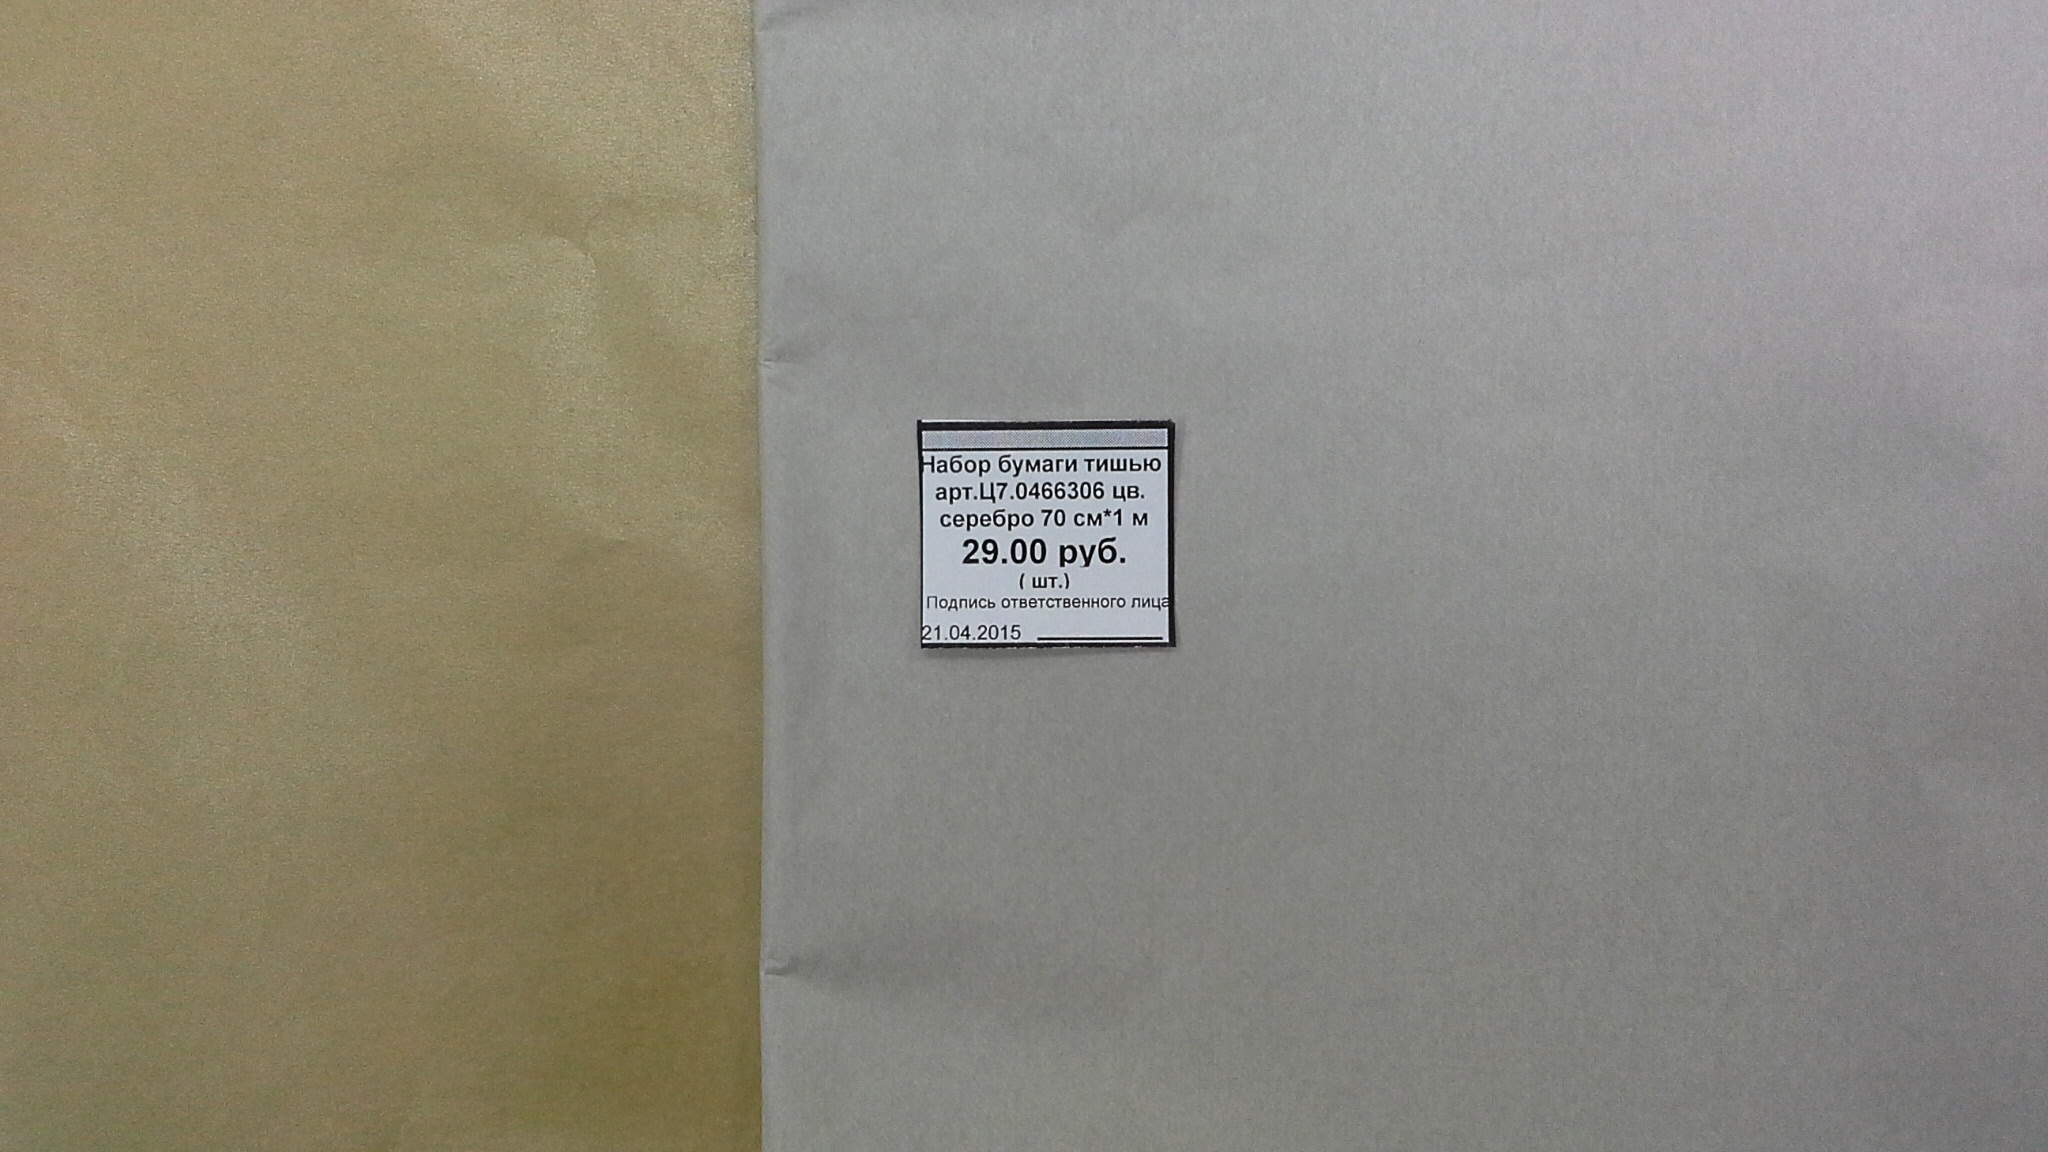 Набор бумаги тишью
арт.Ц7.0466306 цв.
серебро 70 см*1 м
29.00 руб.
( шт.)
Подпись ответственного лица
21.04.2015